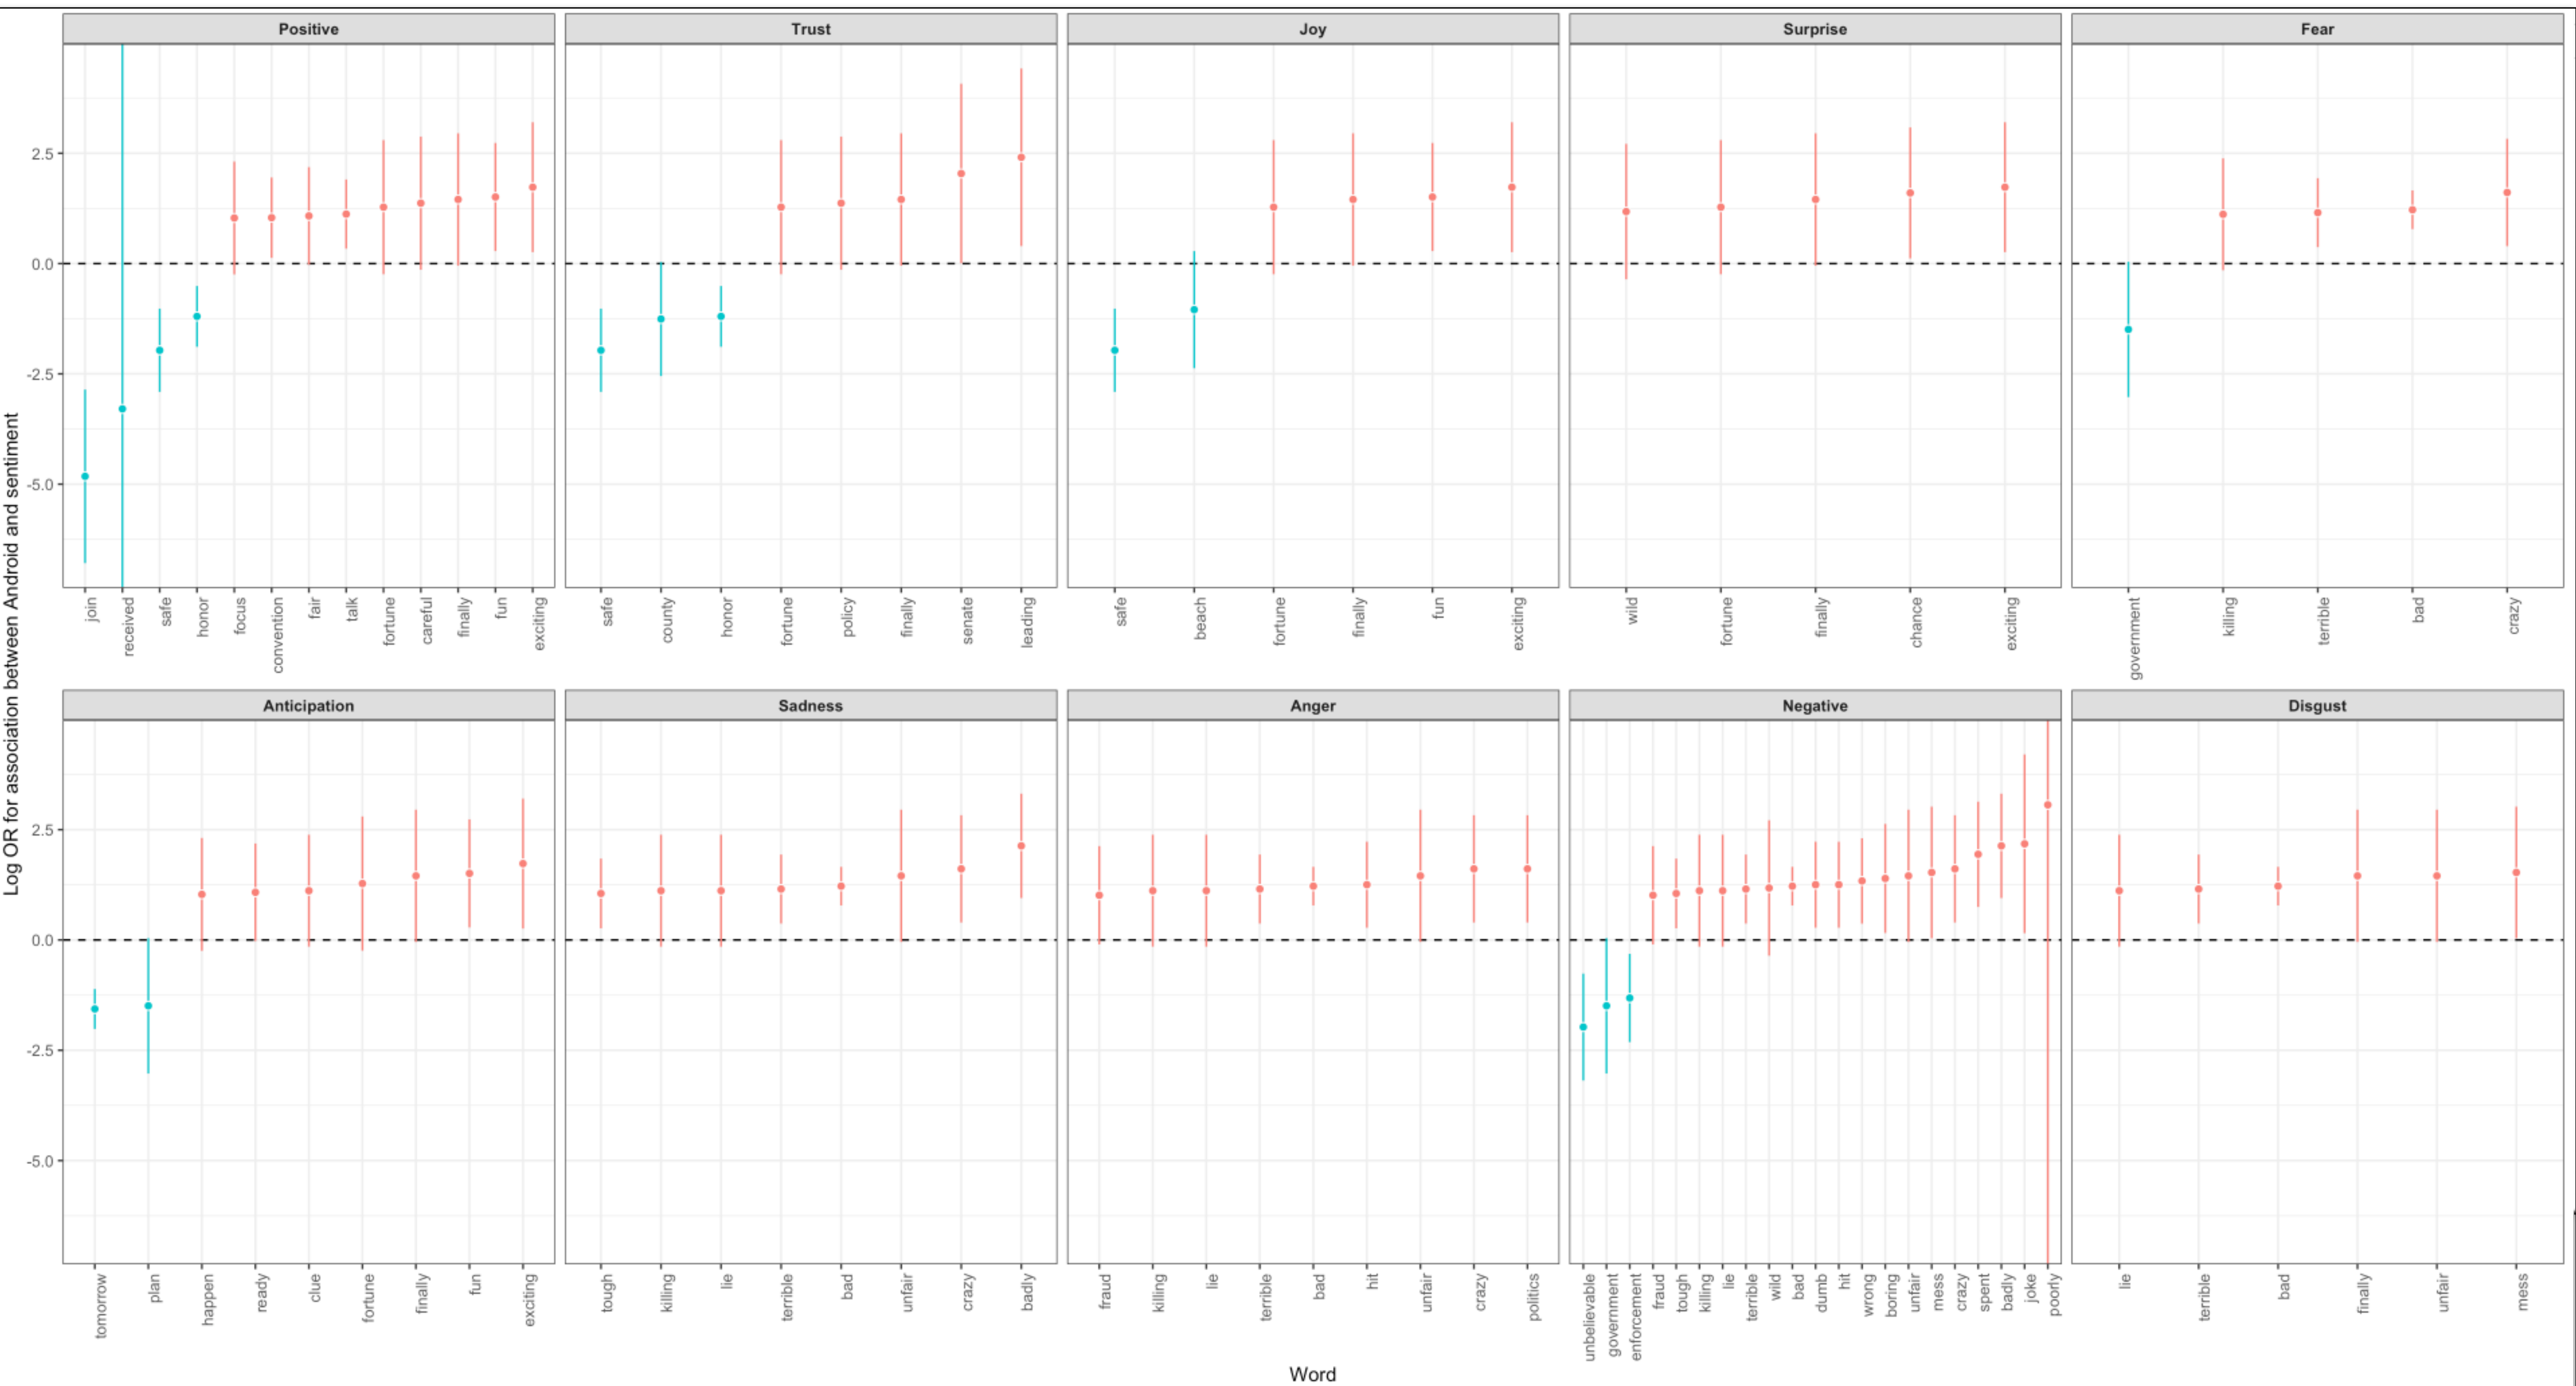 Positive
Trust
Joy
Surprise
Fear
2.5
0.0
-2.5
-5.0
join
received
safe
honor
focus
convention
fair
talk
fortune
careful
finally
fun
exciting
safe
county
honor
fortune
policy
finally
senate
leading
safe
beach
fortune
finally
fun
exciting
wild
fortune
finally
chance
exciting
government
killing
terrible
bad
crazy
Log OR for association between Android and sentiment
Anticipation
Sadness
Anger
Negative
Disgust
2.5
0.0
-2.5
-5.0
tomorrow
plan
happen
ready
clue
fortune
finally
fun
exciting
tough
killing
lie
terrible
bad
unfair
crazy
badly
fraud
killing
lie
terrible
bad
hit
unfair
crazy
politics
unbelievable
government
enforcement
fraud
tough
killing
lie
terrible
wild
bad
dumb
hit
wrong
boring
unfair
mess
crazy
spent
badly
joke
poorly
lie
terrible
bad
finally
unfair
mess
Word